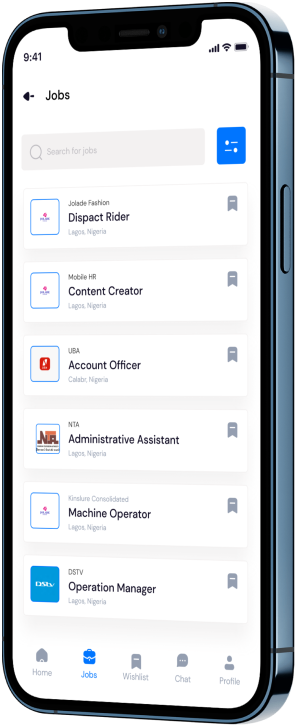 9:41
Jobs
Search for jobs
Jolade Fashion
Dispact Rider
Lagos, Nigeria
Mobile HR
Content Creator
Lagos, Nigeria
UBA
Account Officer
Calabr, Nigeria
NTA
Administrative Assistant
Lagos, Nigeria
Kinslure Consolidated
Machine Operator
Lagos, Nigeria
DStv
DSTV
Operation Manager
Lagos, Nigeria
Home
Jobs
Wishlist
Chat
Profile